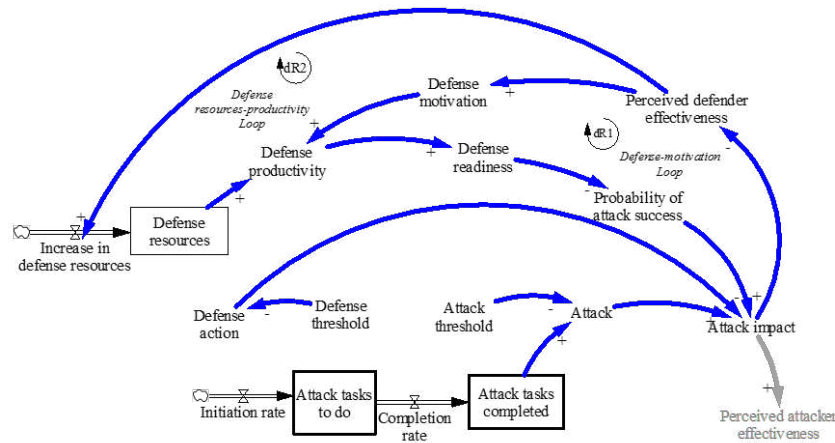 dR2
Defense
resources-productivity
Loop
Defense
motivation
+
Perceived defender
effectiveness
dR1
Defense-motivation
Loop
-
+
Defense
productivity
+
+
Defense
readiness
-
Probability of
attack success
+
Increase in
defense resources
Defense
resources
Defense
action
-
Defense
threshold
Attack
threshold
-
Attack
+
-
+
+
Attack impact
+
Perceived attacker
effectiveness
Initiation rate
Attack tasks
to do
Completion
rate
Attack tasks
completed